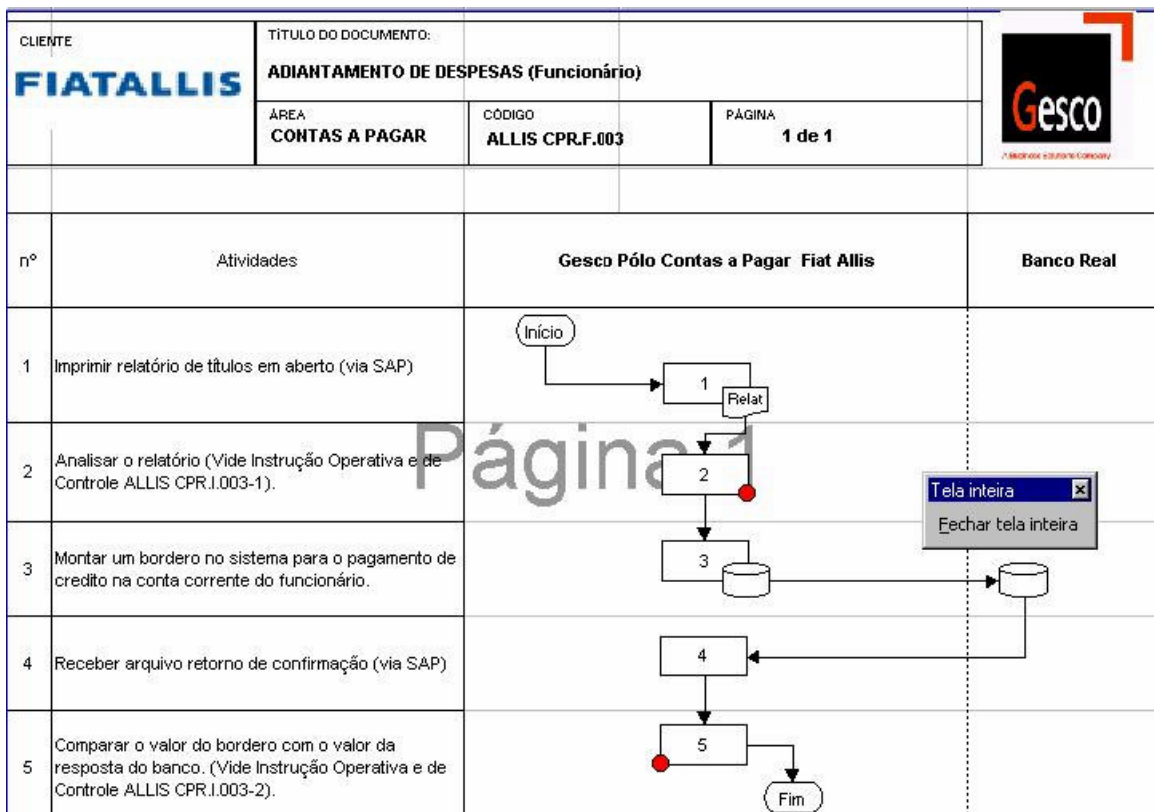 CLIENTE
FIATALLIS
TÍTULO DO DOCUMENTO:
ADIANTAMENTO DE DESPESAS (Funcionário)
ÁREA
CONTAS A PAGAR
CÓDIGO
ALLIS CPR.F.003
PÁGINA
1 de 1
Gesco
A Business Solutions Company
nº
Atividades
Gesco Pólo Contas a Pagar Fiat Allis
Banco Real
Início
1
Imprimir relatório de títulos em aberto (via SAP)
1
Relat
Página 1
2
Analisar o relatório (Vide Instrução Operativa e de
Controle ALLIS CPR.I.003-1).
2
Tela inteira
Fechar tela inteira
3
Montar um bordero no sistema para o pagamento de
credito na conta corrente do funcionário.
3
4
Receber arquivo retorno de confirmação (via SAP)
4
5
Comparar o valor do bordero com o valor da
resposta do banco. (Vide Instrução Operativa e de
Controle ALLIS CPR.I.003-2).
5
Fim